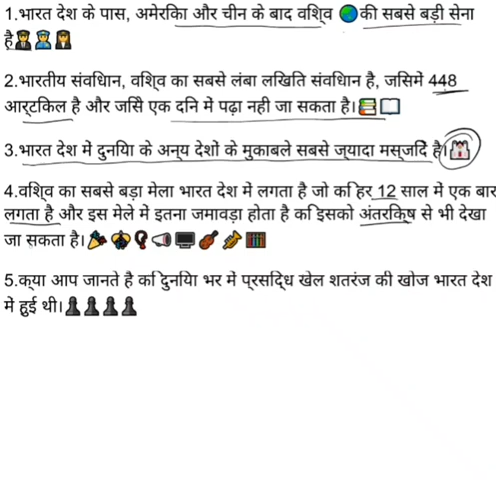 1.भारत देश के पास, अमेरिका और चीन के बाद विश्व 🌍की सबसे बड़ी सेना
है👨‍✈️👮👩‍✈️
2.भारतीय संविधान, विश्व का सबसे लंबा लिखित संविधान है, जिसमे 448
आर्टिकल है और जिसे एक दिन मे पढ़ा नही जा सकता है।📚📖
3.भारत देश में दुनिया के अन्य देशो के मुकाबले सबसे ज्यादा मस्जिदें है।🕌
4.विश्व का सबसे बड़ा मेला भारत देश मे लगता है जो कि हर 12 साल में एक बार
लगता है और इस मेले मे इतना जमावड़ा होता है कि इसको अंतरिक्ष से भी देखा
जा सकता है।
5.क्या आप जानते है कि दुनिया भर मे प्रसिद्ध खेल शतरंज की खोज भारत देश
मे हुई थी।♟♟♟♟